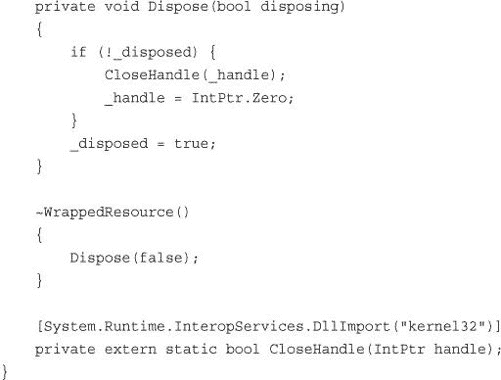 private void Dispose(bool disposing)
{
if (!_disposed) {
CloseHandle(_handle);
_handle = IntPtr.Zero;
}
_disposed = true;
}
~WrappedResource()
{
Dispose(false);
}
[System.Runtime.InteropServices.DllImport("kernel32")]
private extern static bool CloseHandle(IntPtr handle);
}